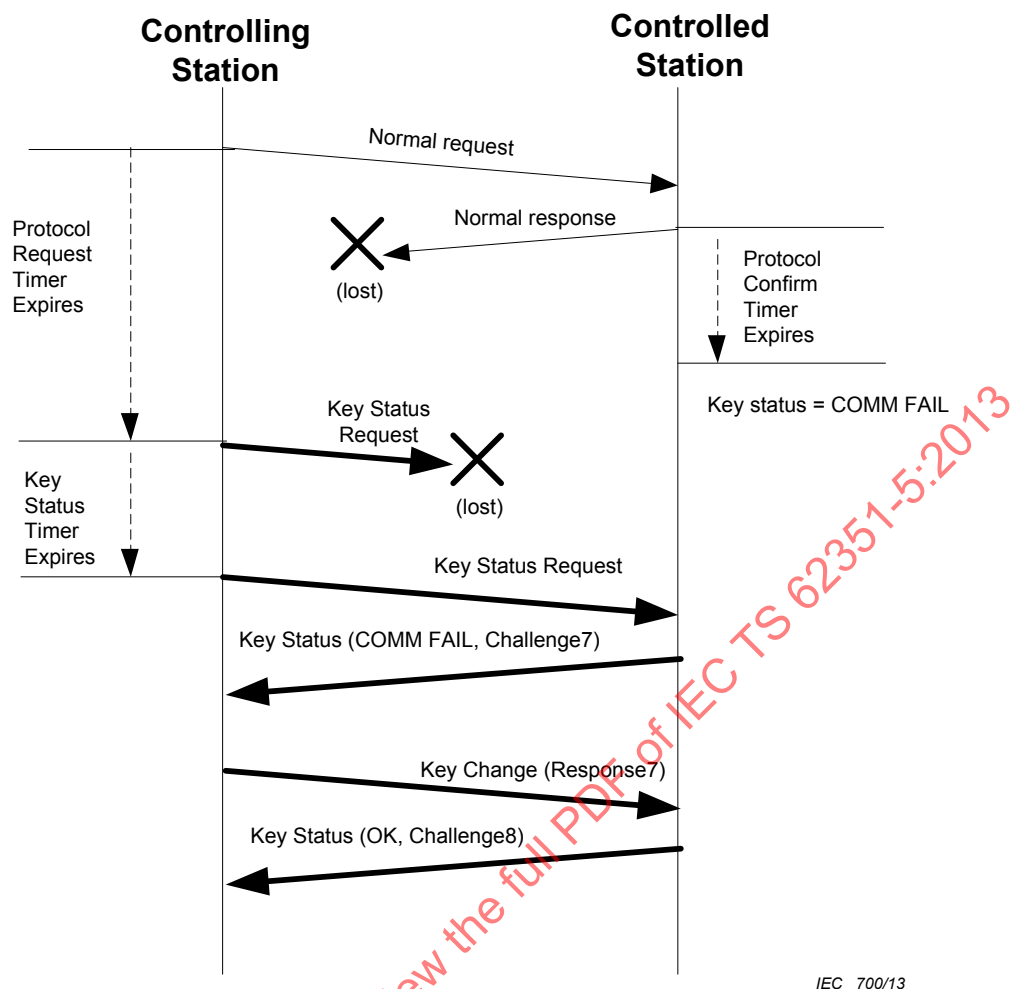 Controlling
Station
Controlled
Station
Normal request
Normal response
(lost)
Protocol
Request
Timer
Expires
Protocol
Confirm
Timer
Expires
Key status = COMM FAIL
Key Status
Request
(lost)
Key
Status
Timer
Expires
Key Status Request
Key Status (COMM FAIL, Challenge7)
Key Change (Response7)
Key Status (OK, Challenge8)
IEC 700/13
view the full PDF of IEC TS 62351-5:2013